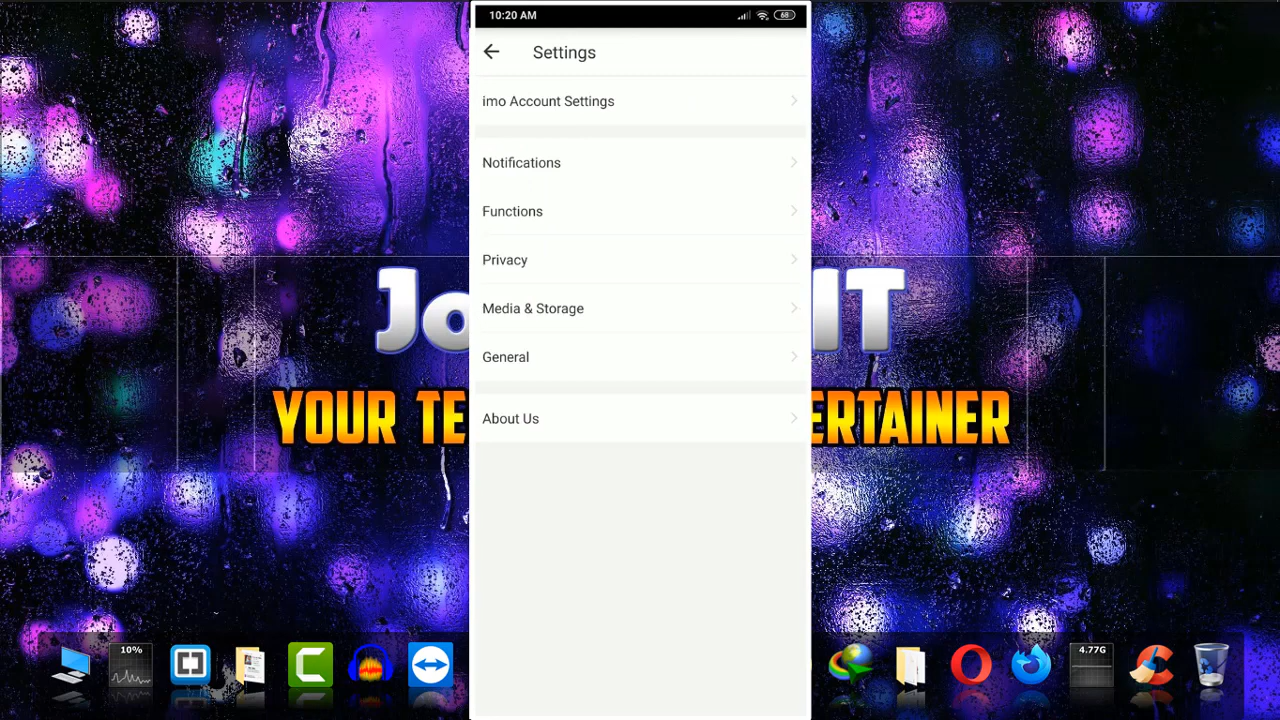 10:20 AM
68
Settings
imo Account Settings
Notifications
Functions
Privacy
Media & Storage
General
About Us
Jo IT
YOUR TE ERTAINER
10%
4.77G